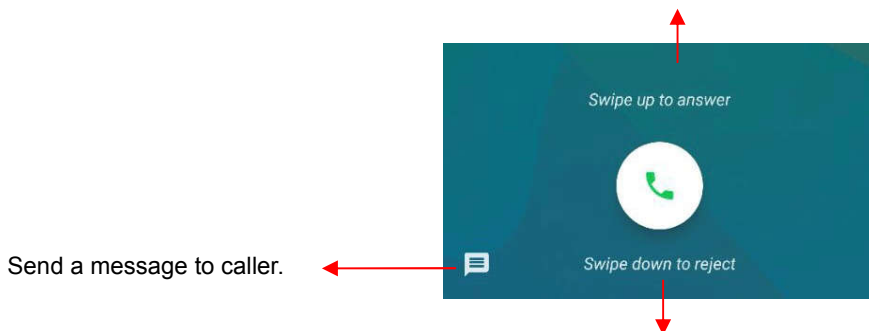 Swipe up to answer
Send a message to caller.
Swipe down to reject